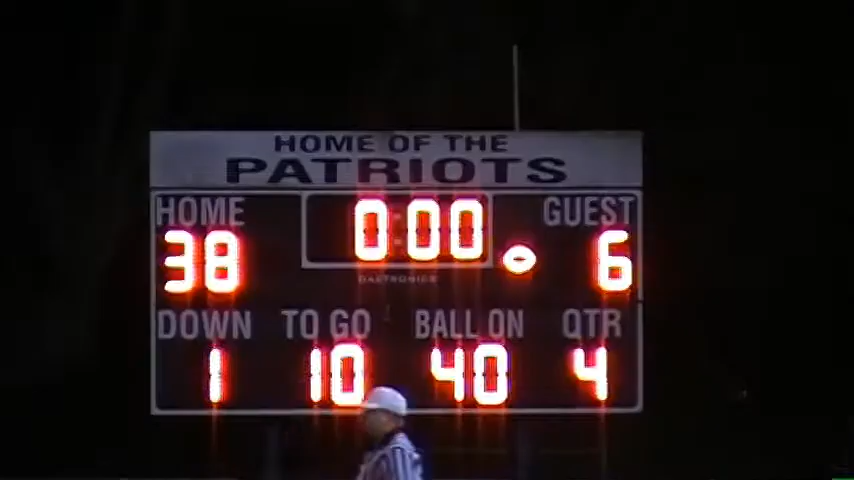 HOME OF THE
PATRIOTS
HOME 0:00 GUEST
38 6
DAKTRONICS
DOWN TO GO BALL ON QTR
1 10 40 4